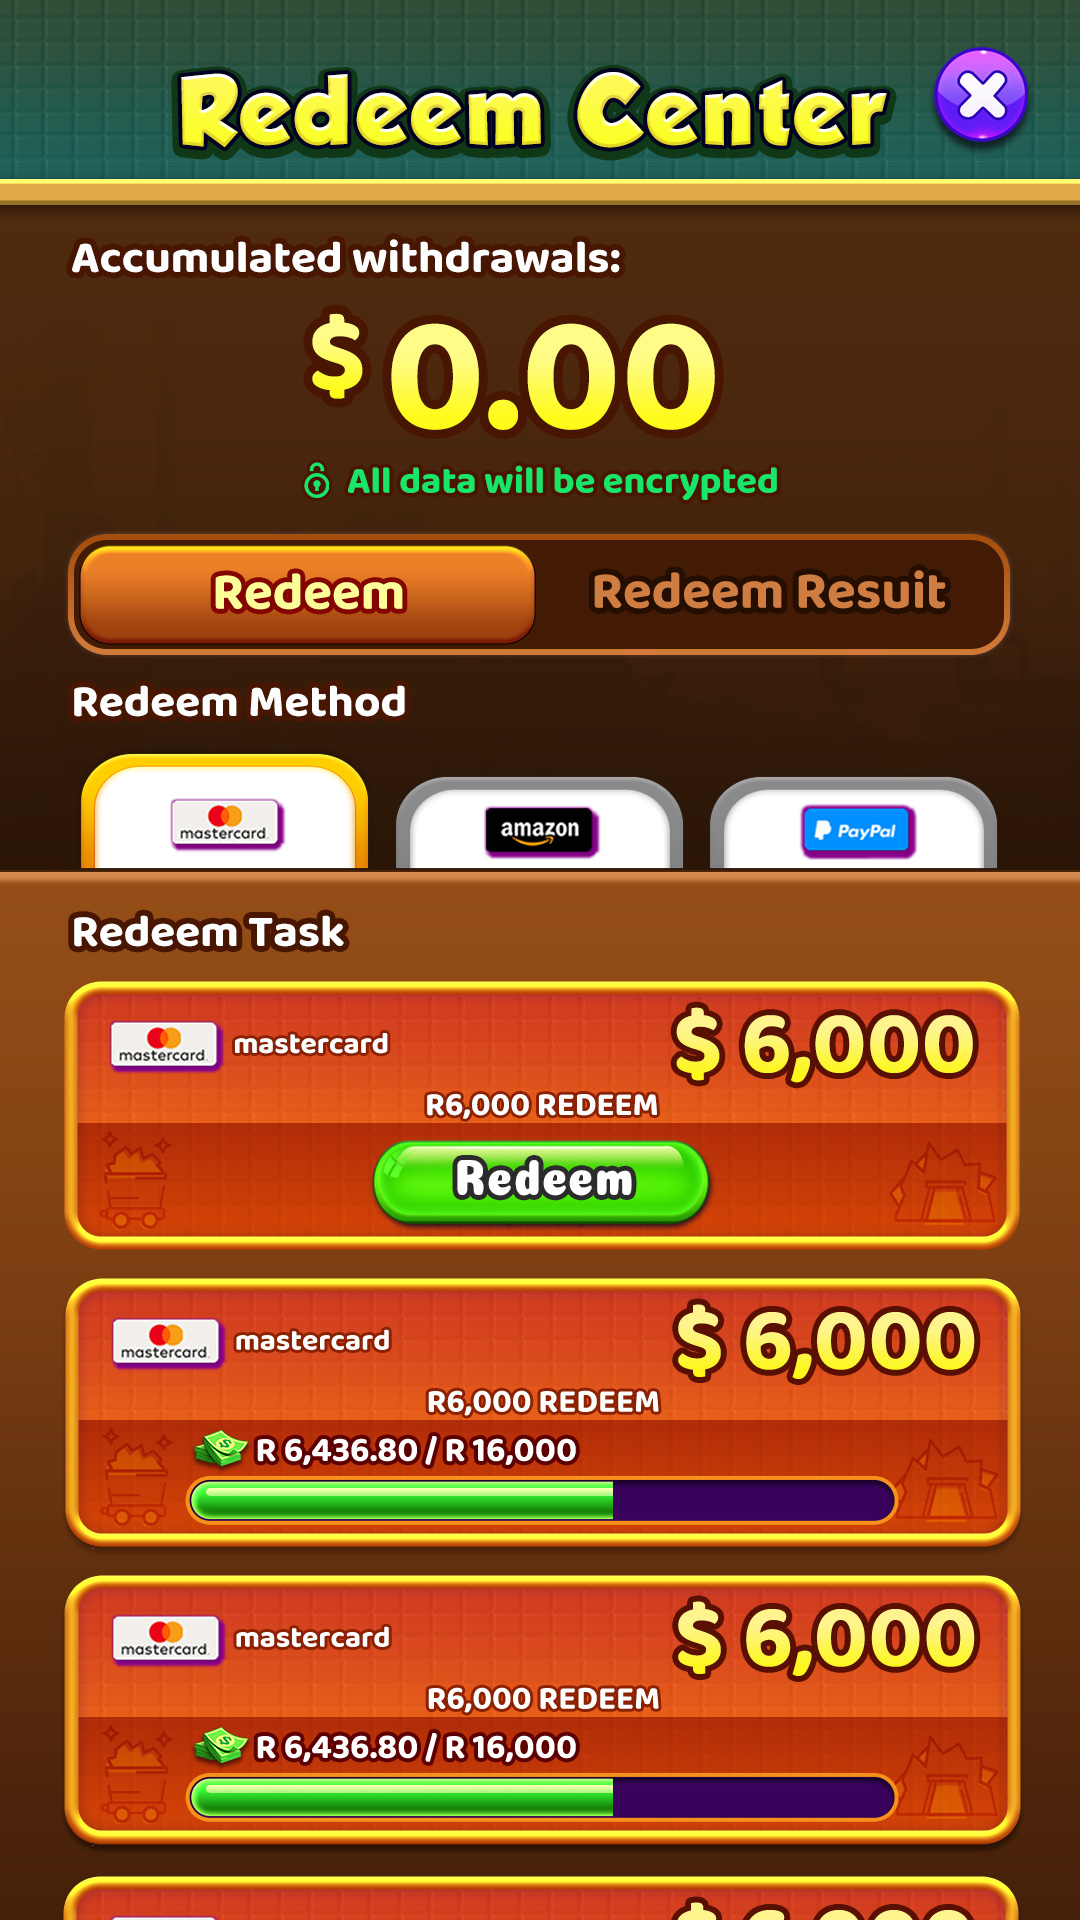 Redeem Center
Accumulated withdrawals:
$ 0.00
All data will be encrypted
Redeem
Redeem Resuit
Redeem Method
mastercard.
amazon
PayPal
Redeem Task
mastercard.
mastercard
$ 6,000
R6,000 REDEEM
Redeem
mastercard.
mastercard
$ 6,000
R6,000 REDEEM
R 6,436.80 / R 16,000
mastercard.
mastercard
$ 6,000
R6,000 REDEEM
R 6,436.80 / R 16,000